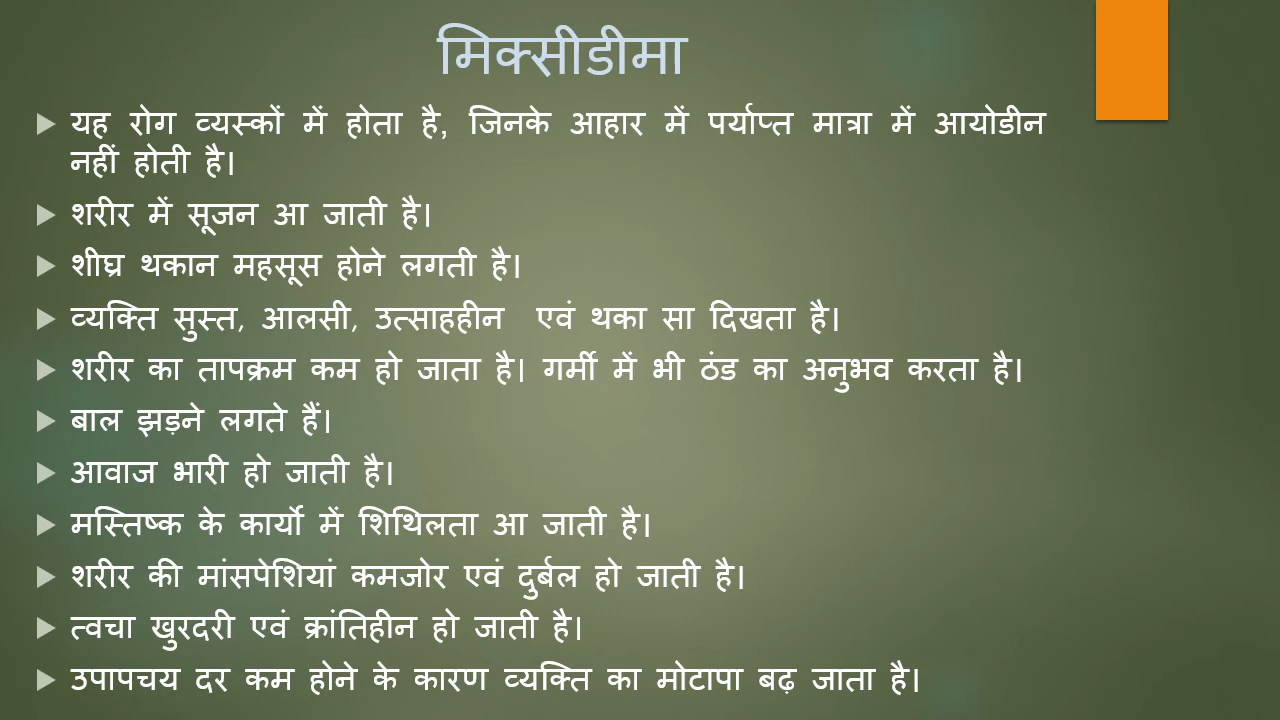 मिक्सीडीमा
यह रोग व्यस्कों में होता है, जिनके आहार में पर्याप्त मात्रा में आयोडीन
नहीं होती है।
शरीर में सूजन आ जाती है।
शीघ्र थकान महसूस होने लगती है।
व्यक्ति सुस्त, आलसी, उत्साहहीन एवं थका सा दिखता है।
शरीर का तापक्रम कम हो जाता है। गर्मी में भी ठंड का अनुभव करता है।
बाल झड़ने लगते हैं।
आवाज भारी हो जाती है।
मस्तिष्क के कार्यो में शिथिलता आ जाती है।
शरीर की मांसपेशियां कमजोर एवं दुर्बल हो जाती है।
त्वचा खुरदरी एवं क्रांतिहीन हो जाती है।
उपापचय दर कम होने के कारण व्यक्ति का मोटापा बढ़ जाता है।